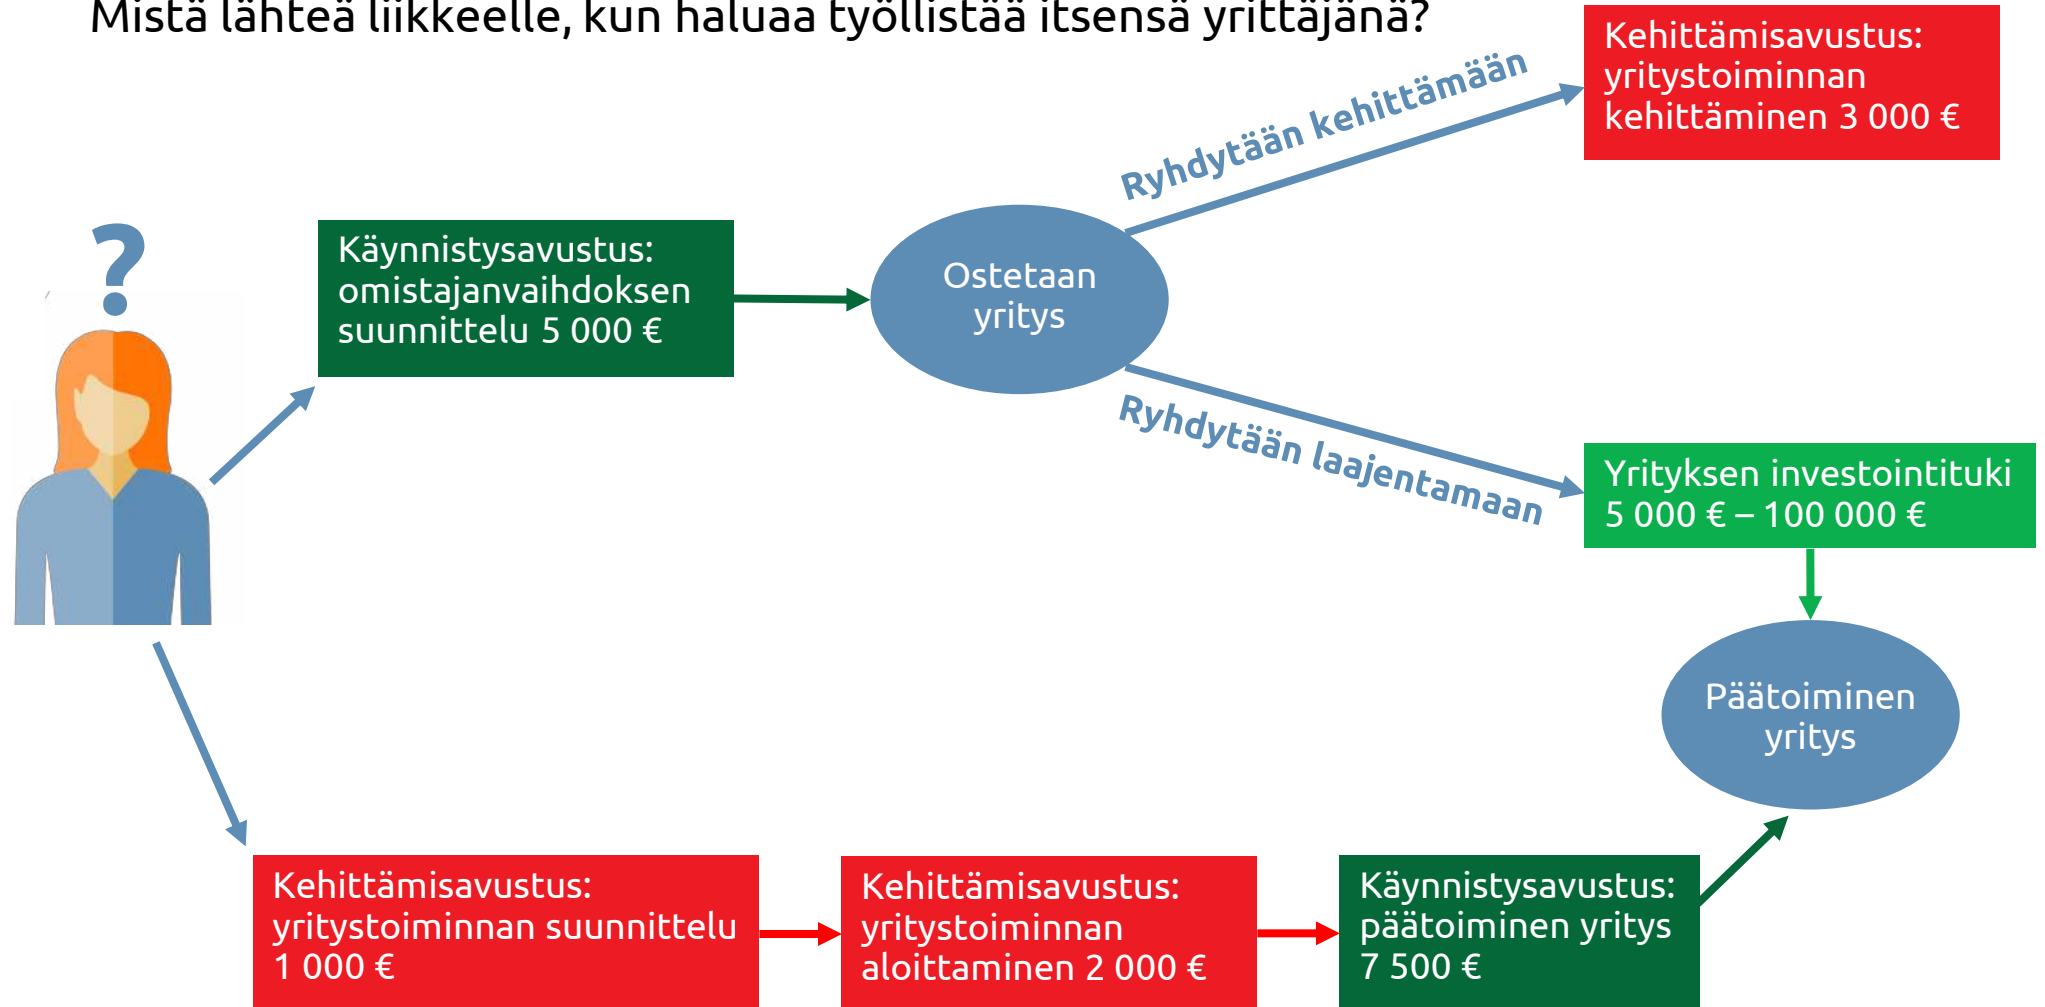 Mistä lähteä liikkeelle, kun haluaa työllistää itsensä yrittäjänä?
Kehittämisavustus:
yritystoiminnan
kehittäminen 3 000 €
Ryhdytään kehittämään
?
Käynnistysavustus:
omistajanvaihdoksen
suunnittelu 5 000 €
Ostetaan
yritys
Ryhdytään laajentamaan
Yrityksen investointituki
5 000 € – 100 000 €
Päätoiminen
yritys
Kehittämisavustus:
yritystoiminnan suunnittelu
1 000 €
Kehittämisavustus:
yritystoiminnan
aloittaminen 2 000 €
Käynnistysavustus:
päätoiminen yritys
7 500 €